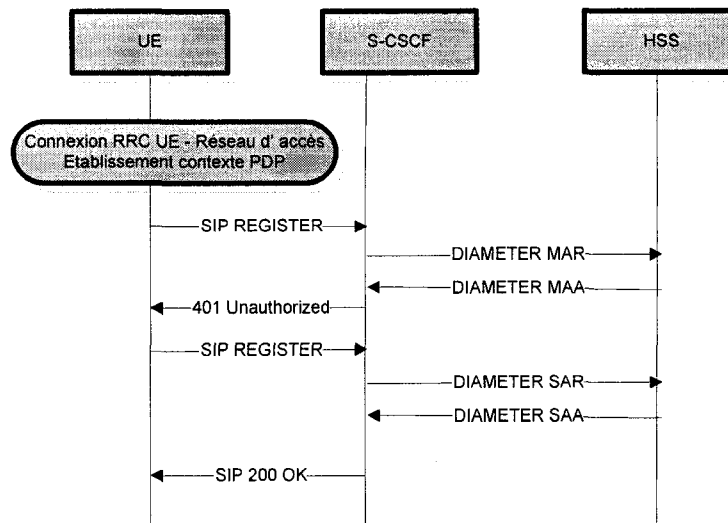 UE
S-CSCF
HSS
Connexion RRC UE - Réseau d' accès
Etablissement contexte PDP
SIP REGISTER
DIAMETER MAR
DIAMETER MAA
401 Unauthorized
SIP REGISTER
DIAMETER SAR
DIAMETER SAA
SIP 200 OK